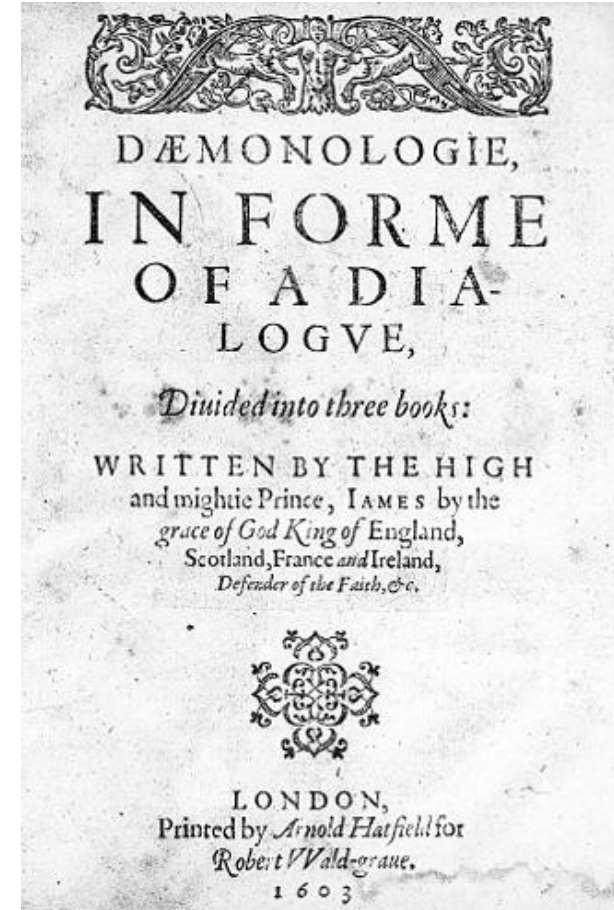 DÆMONOLOGIE,
IN FORME
OF A DIA-
LOGVE,
Diuided into three books:
WRITTEN BY THE HIGH
and mightie Prince, IAMES by the
grace of God King of England,
Scotland, France and Ireland,
Defender of the Faith, &c.
LONDON,
Printed by Arnold Hatfield for
Robert VVald-graue.
1603